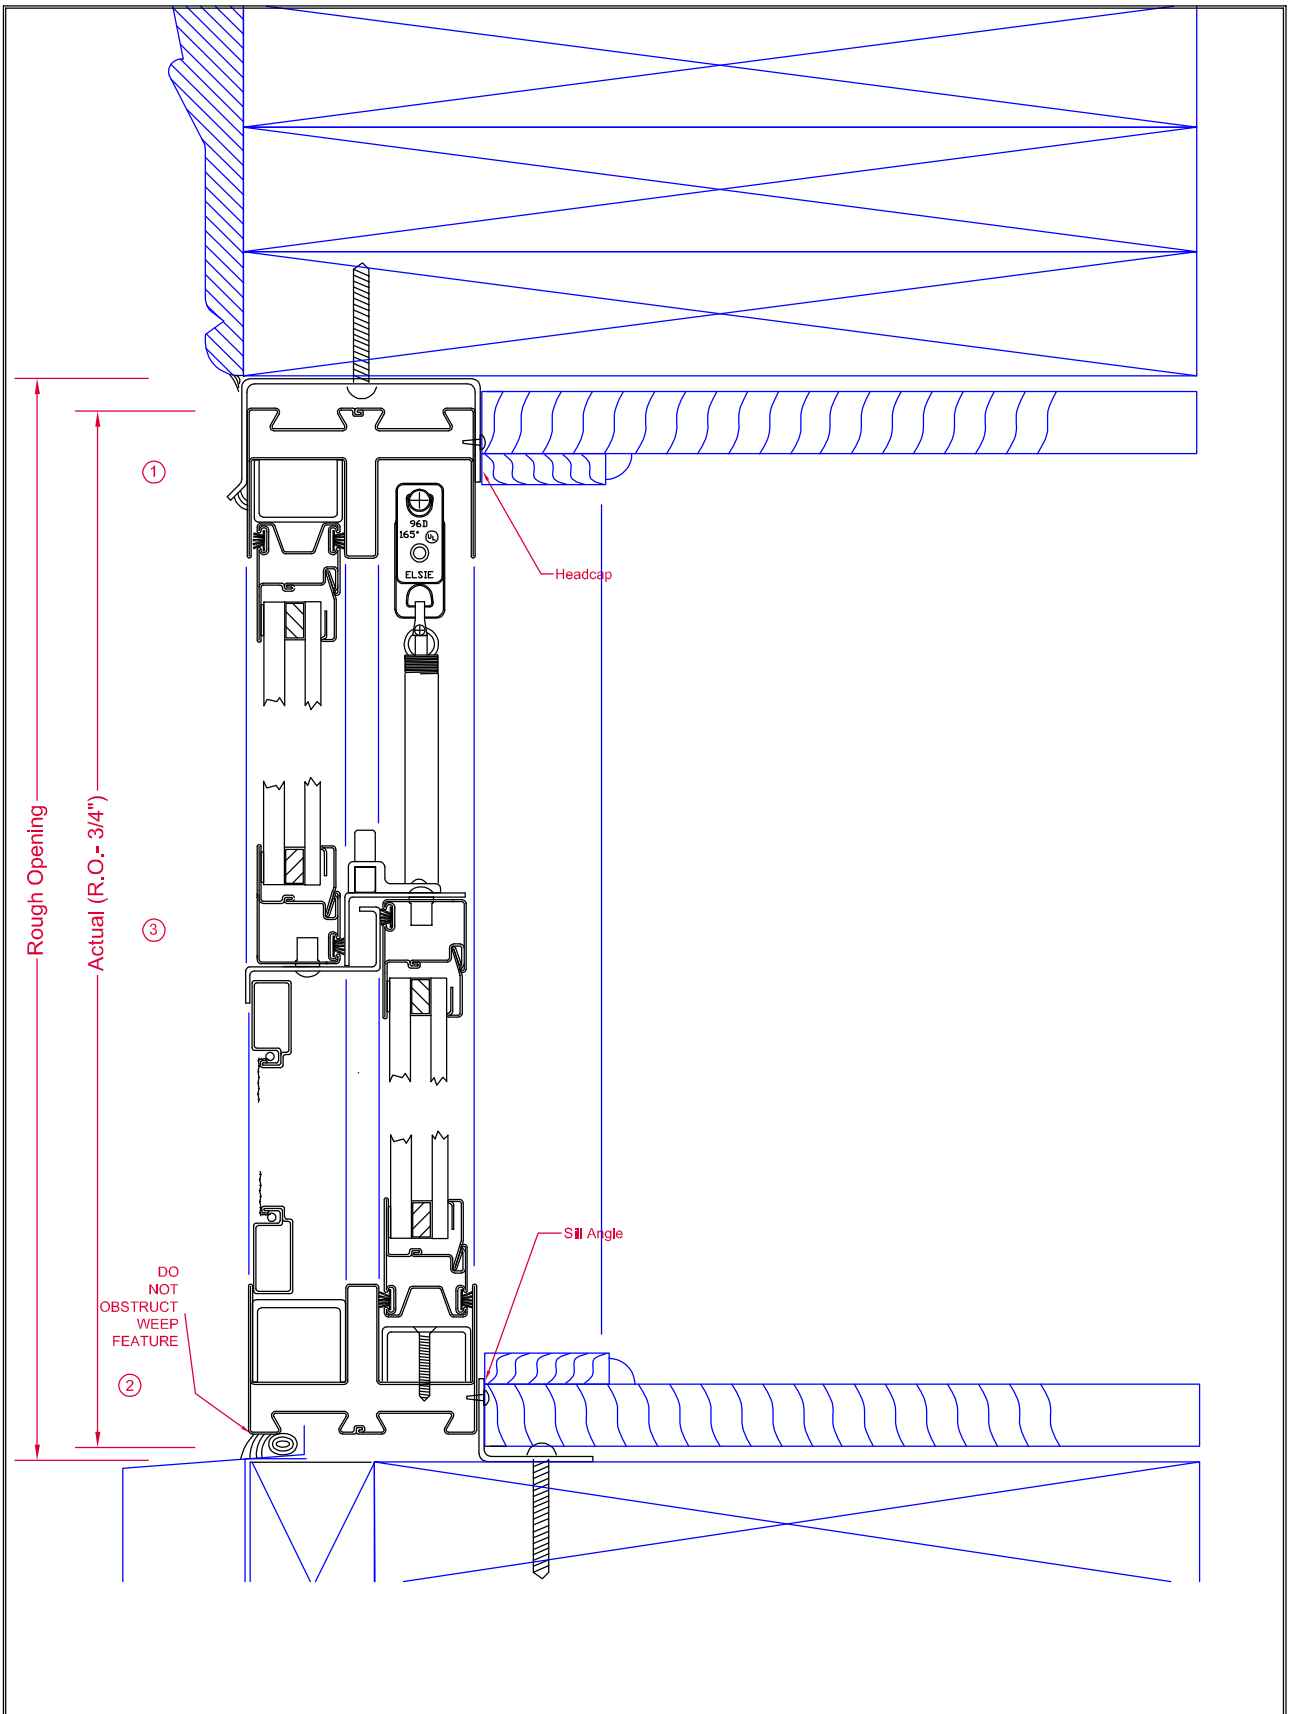 1
96D
165° UL
ELSIE
Headcap
Rough Opening
Actual (R.O.- 3/4")
3
Sill Angle
DO
NOT
OBSTRUCT
WEEP
FEATURE
2